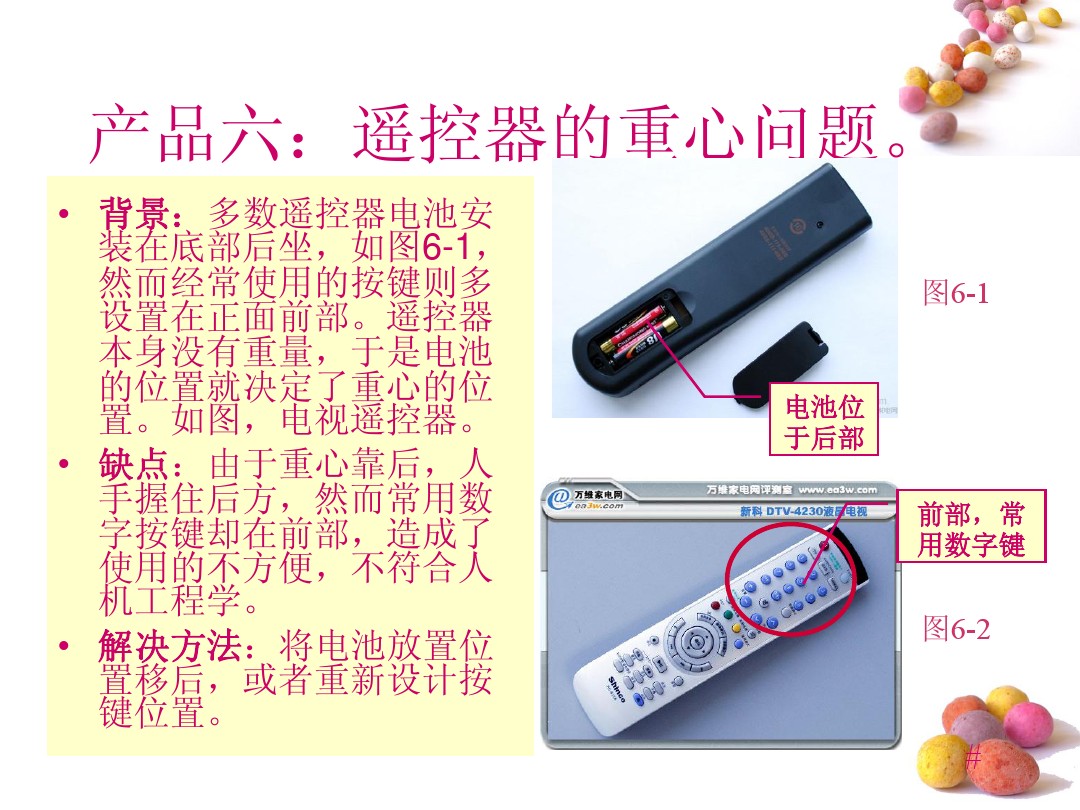 产品六：遥控器的重心问题。
• 背景：多数遥控器电池安
装在底部后坐，如图6-1，
然而经常使用的按键则多
设置在正面前部。遥控器
本身没有重量，于是电池
的位置就决定了重心的位
置。如图，电视遥控器。
• 缺点：由于重心靠后，人
手握住后方，然而常用数
字按键却在前部，造成了
使用的不方便，不符合人
机工程学。
• 解决方法：将电池放置位
置移后，或者重新设计按
键位置。
图6-1
电池位
于后部
万维家电网
ea3w.com
万维家电网评测室 www.ea3w.com
新科 DTV-4230液晶电视
前部，常
用数字键
Shinco
图6-2
#